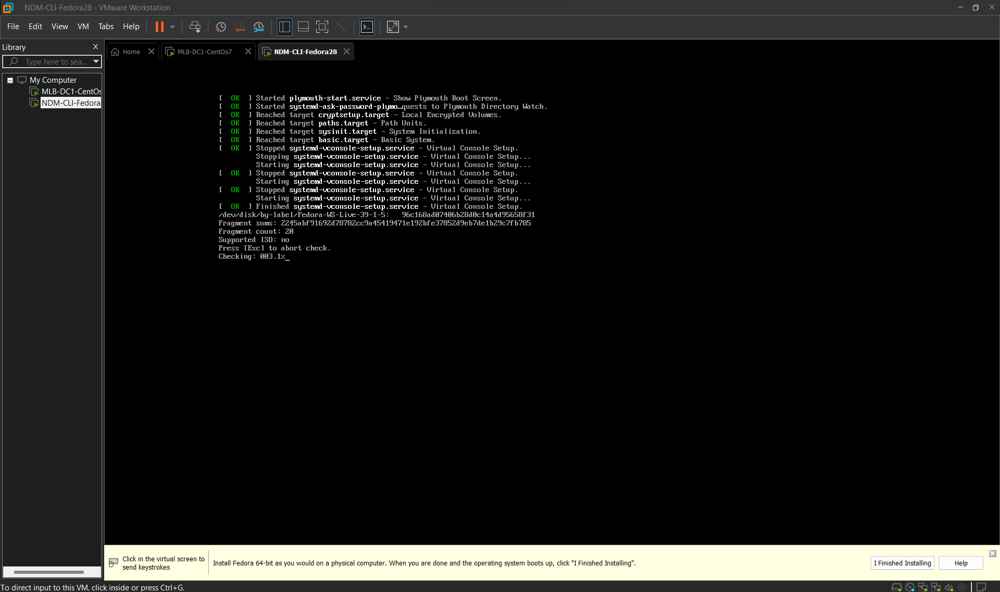 NDM-CLI-Fedora28 - VMware Workstation
File Edit View VM Tabs Help
Library
Type here to sea...
My Computer
MLB-DC1-CentOs
NDM-CLI-Fedora
Home
MLB-DC1-CentOs7
NDM-CLI-Fedora28
[ OK ] Started plymouth-start.service - Show Plymouth Boot Screen.
[ OK ] Started systemd-ask-password-plymo…quests to Plymouth Directory Watch.
[ OK ] Reached target cryptsetup.target - Local Encrypted Volumes.
[ OK ] Reached target paths.target - Path Units.
[ OK ] Reached target sysinit.target - System Initialization.
[ OK ] Reached target basic.target - Basic System.
[ OK ] Stopped systemd-vconsole-setup.service - Virtual Console Setup.
Stopping systemd-vconsole-setup.service - Virtual Console Setup...
Starting systemd-vconsole-setup.service - Virtual Console Setup...
[ OK ] Stopped systemd-vconsole-setup.service - Virtual Console Setup.
Starting systemd-vconsole-setup.service - Virtual Console Setup...
[ OK ] Stopped systemd-vconsole-setup.service - Virtual Console Setup.
Starting systemd-vconsole-setup.service - Virtual Console Setup...
[ OK ] Finished systemd-vconsole-setup.service - Virtual Console Setup.
/dev/disk/by-label/Fedora-WS-Live-39-1-5: 96c168ad07406b28d0c14a4d95658f31
Fragment sums: 2245abf91692d78782cc9a45419471e192bfe37852d9eb7de1b29c7fb785
Fragment count: 20
Supported ISO: no
Press [Esc] to abort check.
Checking: 003.1%_
Click in the virtual screen to
send keystrokes
Install Fedora 64-bit as you would on a physical computer. When you are done and the operating system boots up, click "I Finished Installing".
I Finished Installing
Help
To direct input to this VM, click inside or press Ctrl+G.